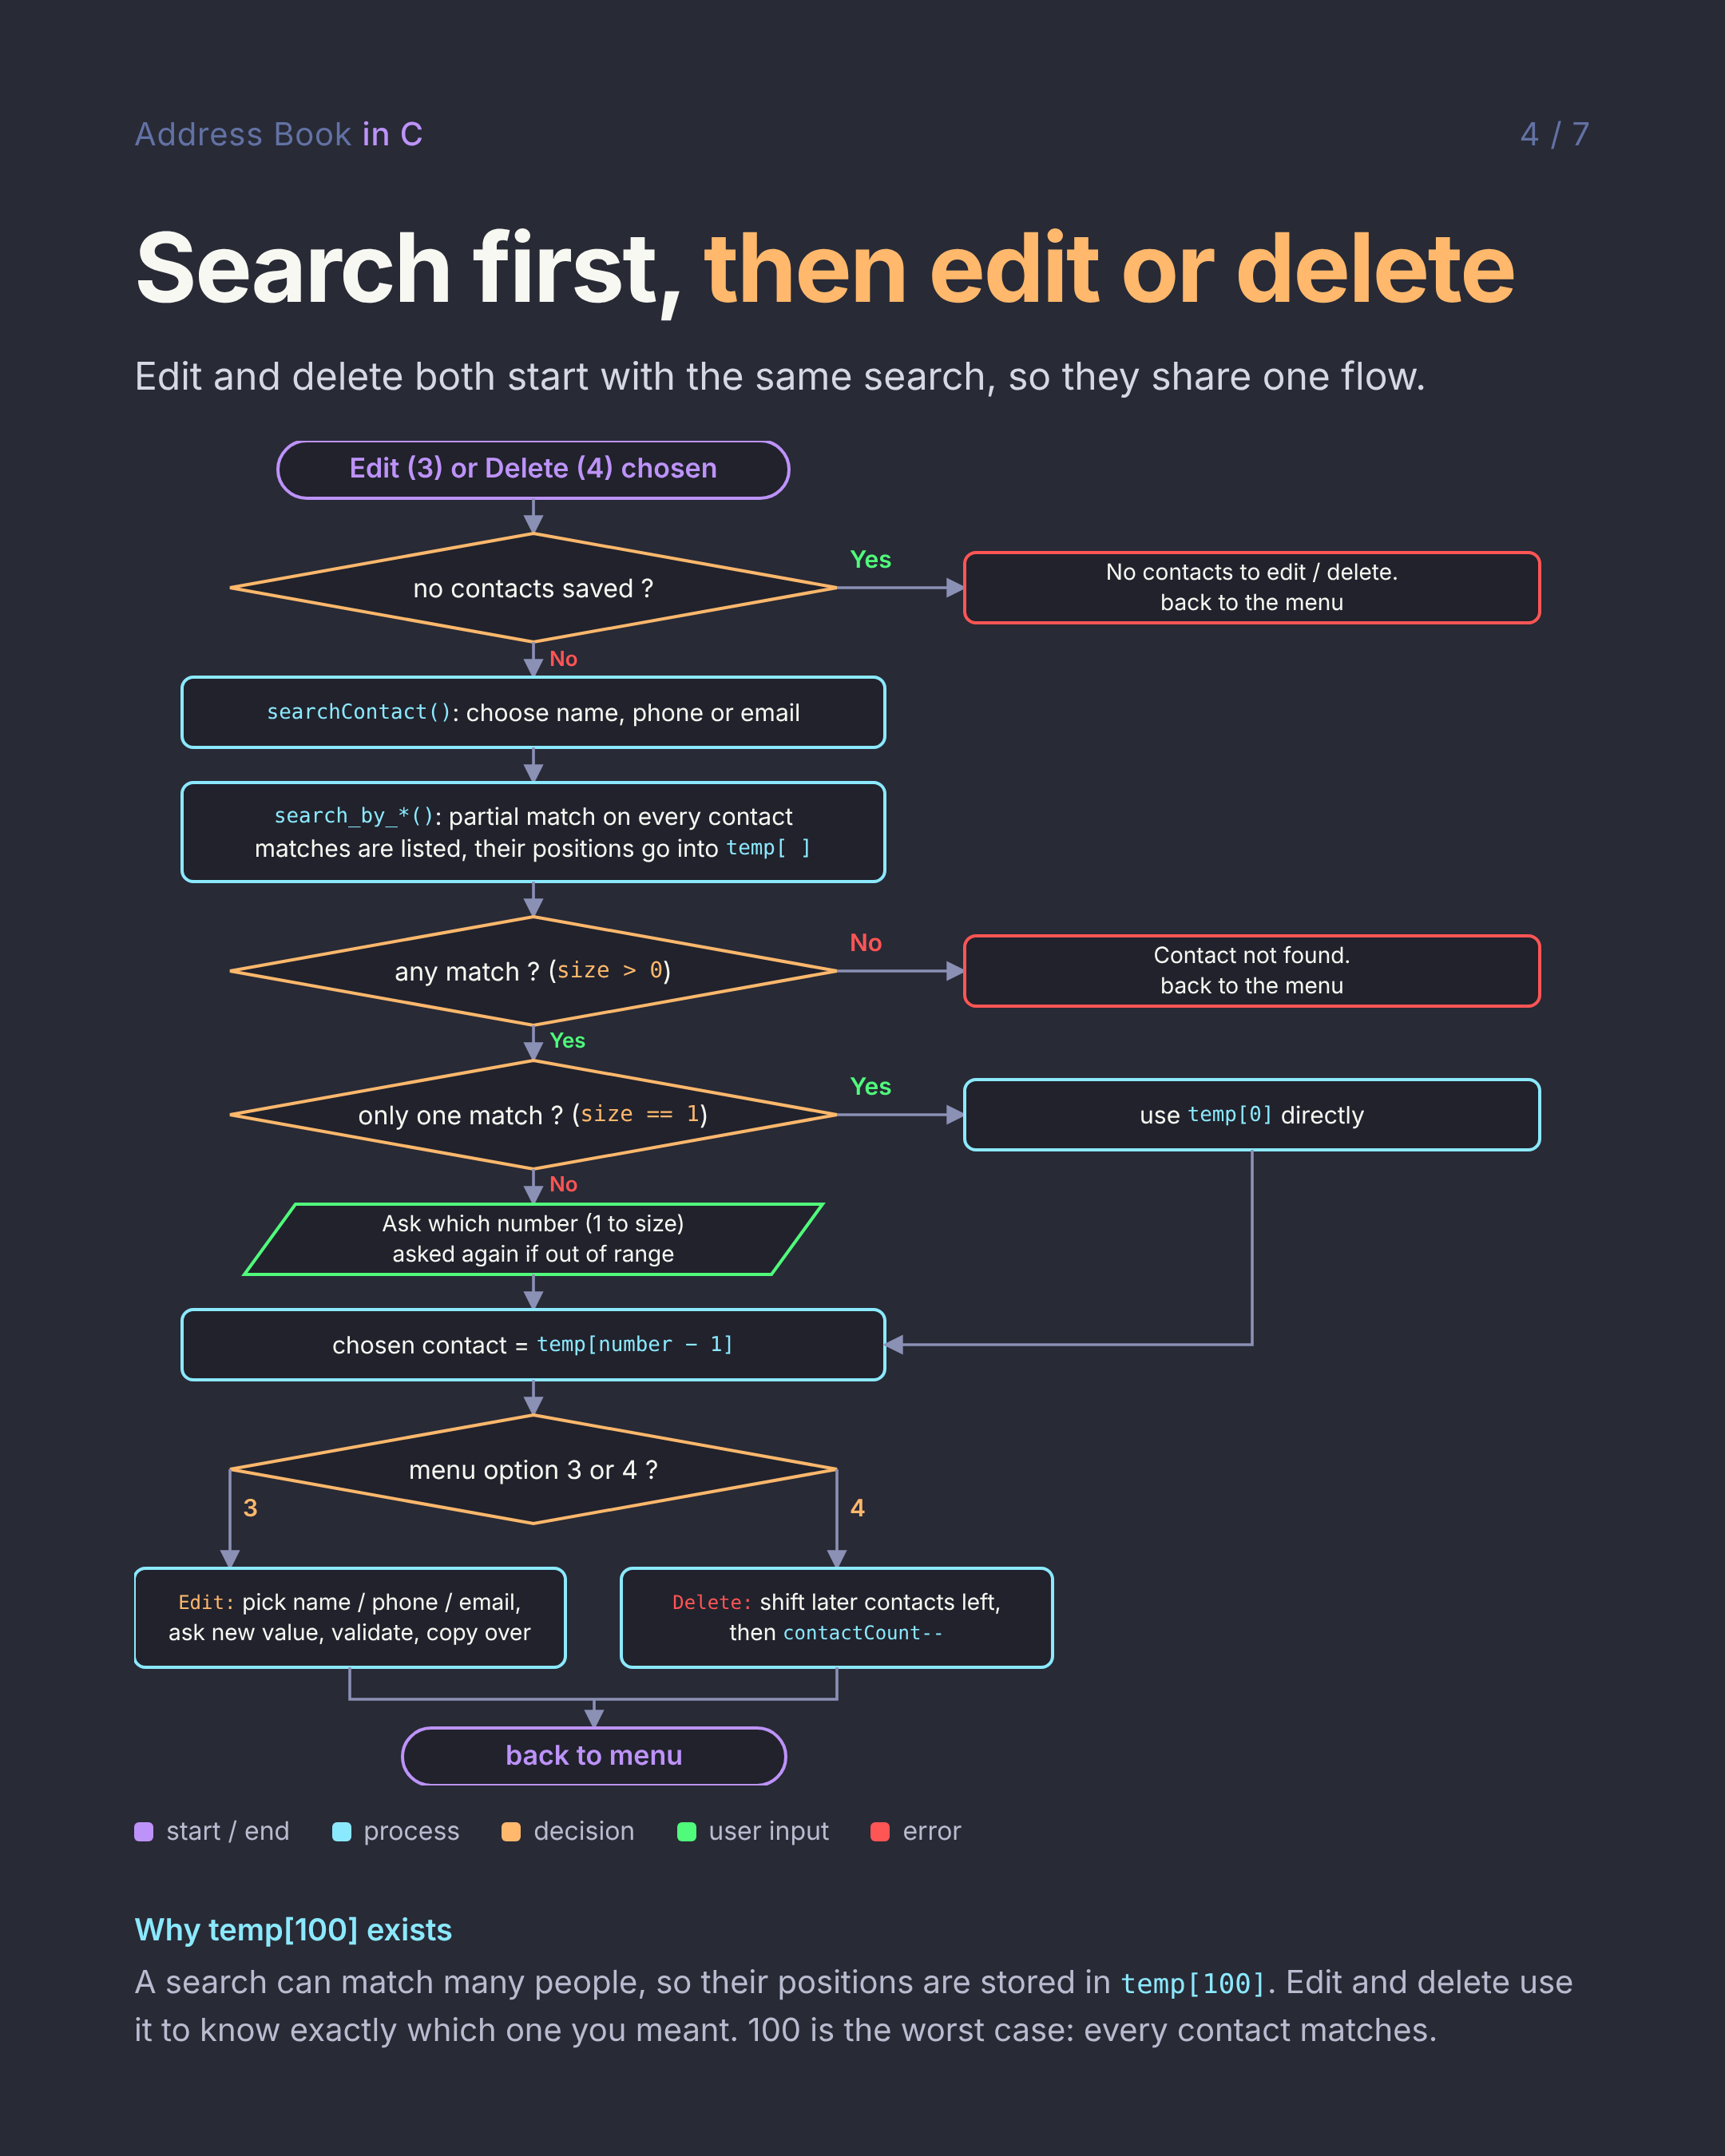 Address Book in C
4 / 7
Search first, then edit or delete
Edit and delete both start with the same search, so they share one flow.
Edit (3) or Delete (4) chosen
no contacts saved ?
Yes
No contacts to edit / delete.
back to the menu
No
searchContact(): choose name, phone or email
search_by_*(): partial match on every contact
matches are listed, their positions go into temp[ ]
any match ? (size > 0)
No
Contact not found.
back to the menu
Yes
only one match ? (size == 1)
Yes
use temp[0] directly
No
Ask which number (1 to size)
asked again if out of range
chosen contact = temp[number − 1]
menu option 3 or 4 ?
3
4
Edit: pick name / phone / email,
ask new value, validate, copy over
Delete: shift later contacts left,
then contactCount--
back to menu
start / end
process
decision
user input
error
Why temp[100] exists
A search can match many people, so their positions are stored in temp[100]. Edit and delete use
it to know exactly which one you meant. 100 is the worst case: every contact matches.